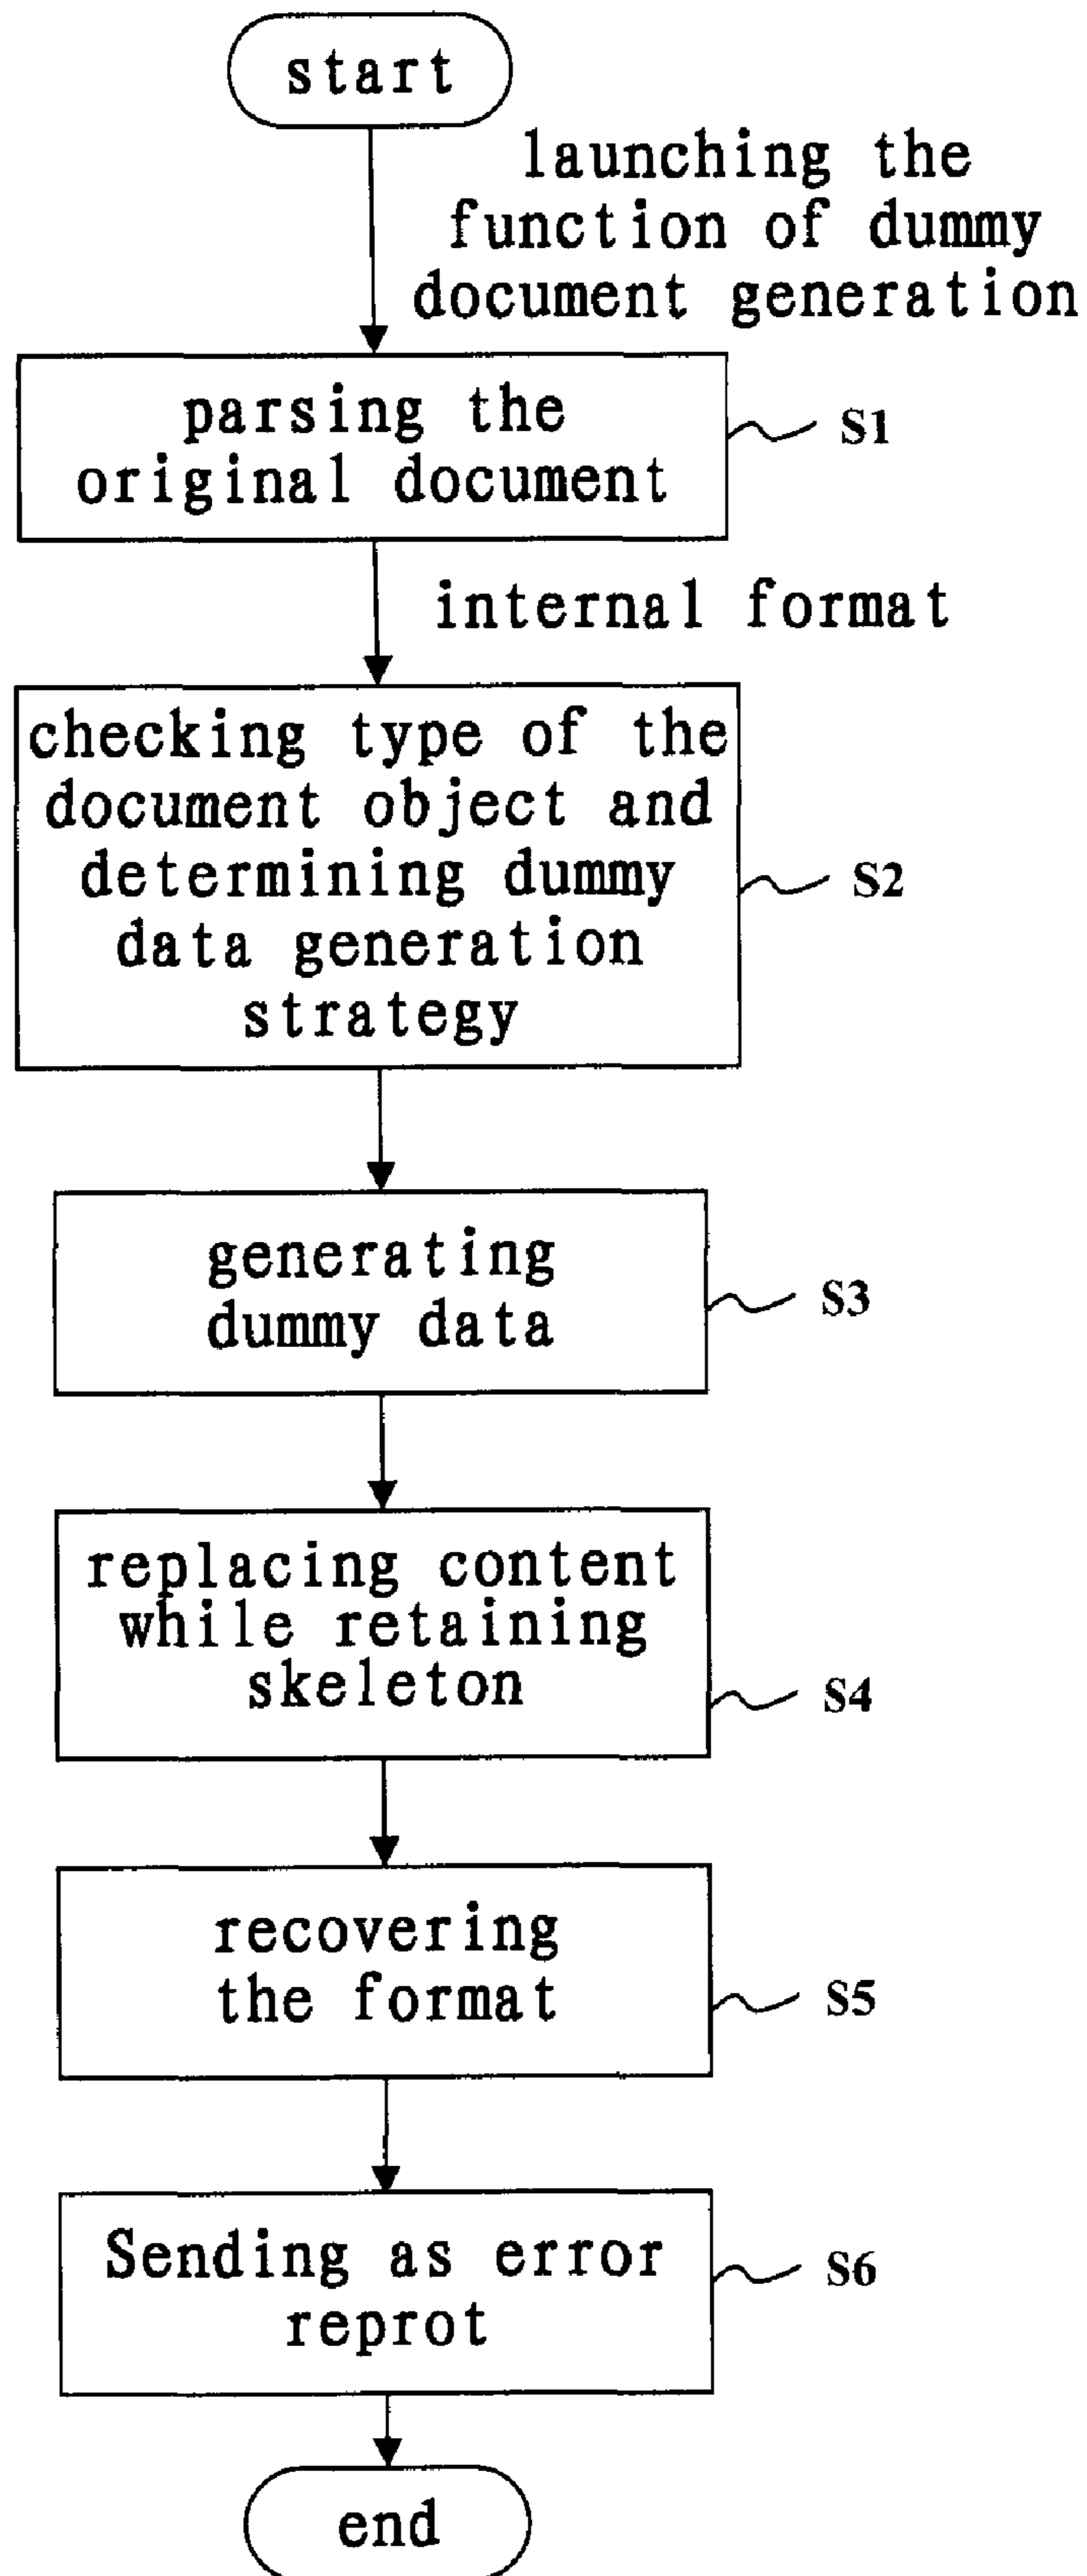 start
launching the
function of dummy
document generation
parsing the
original document
S1
internal format
checking type of the
document object and
determining dummy
data generation
strategy
S2
generating
dummy data
S3
replacing content
while retaining
skeleton
S4
recovering
the format
S5
Sending as error
reprot
S6
end